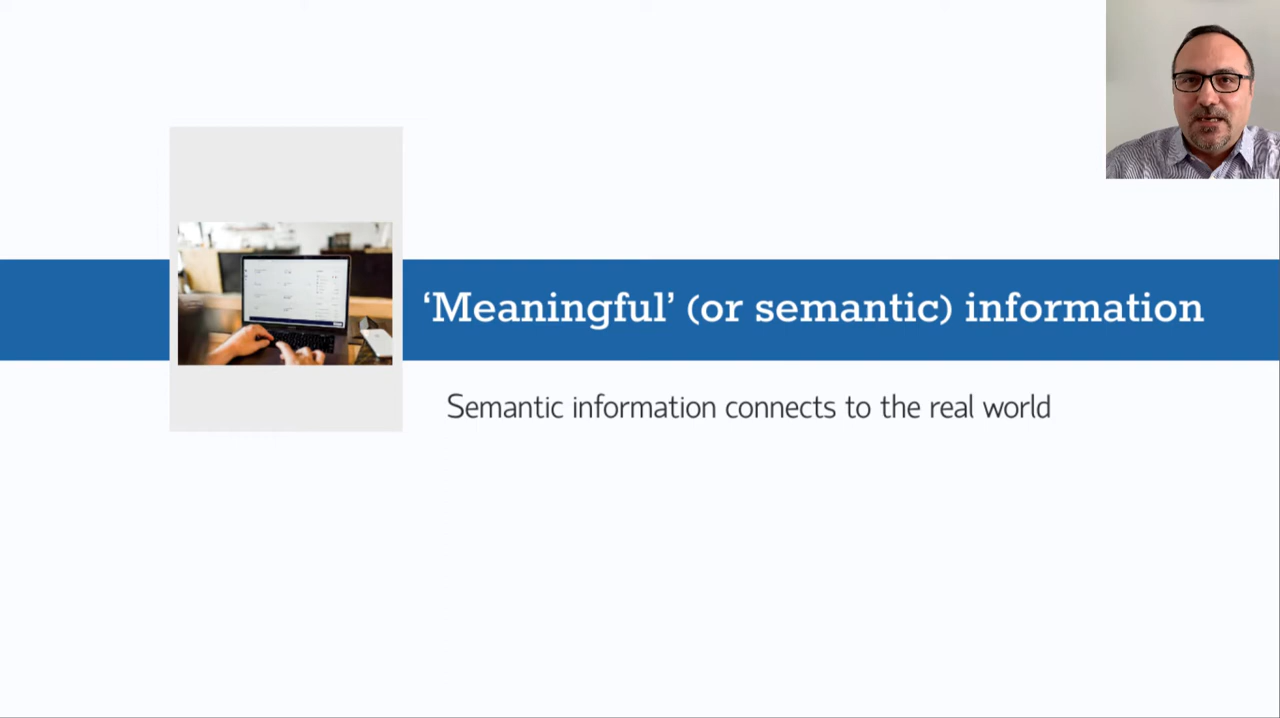 ‘Meaningful’ (or semantic) information
Semantic information connects to the real world